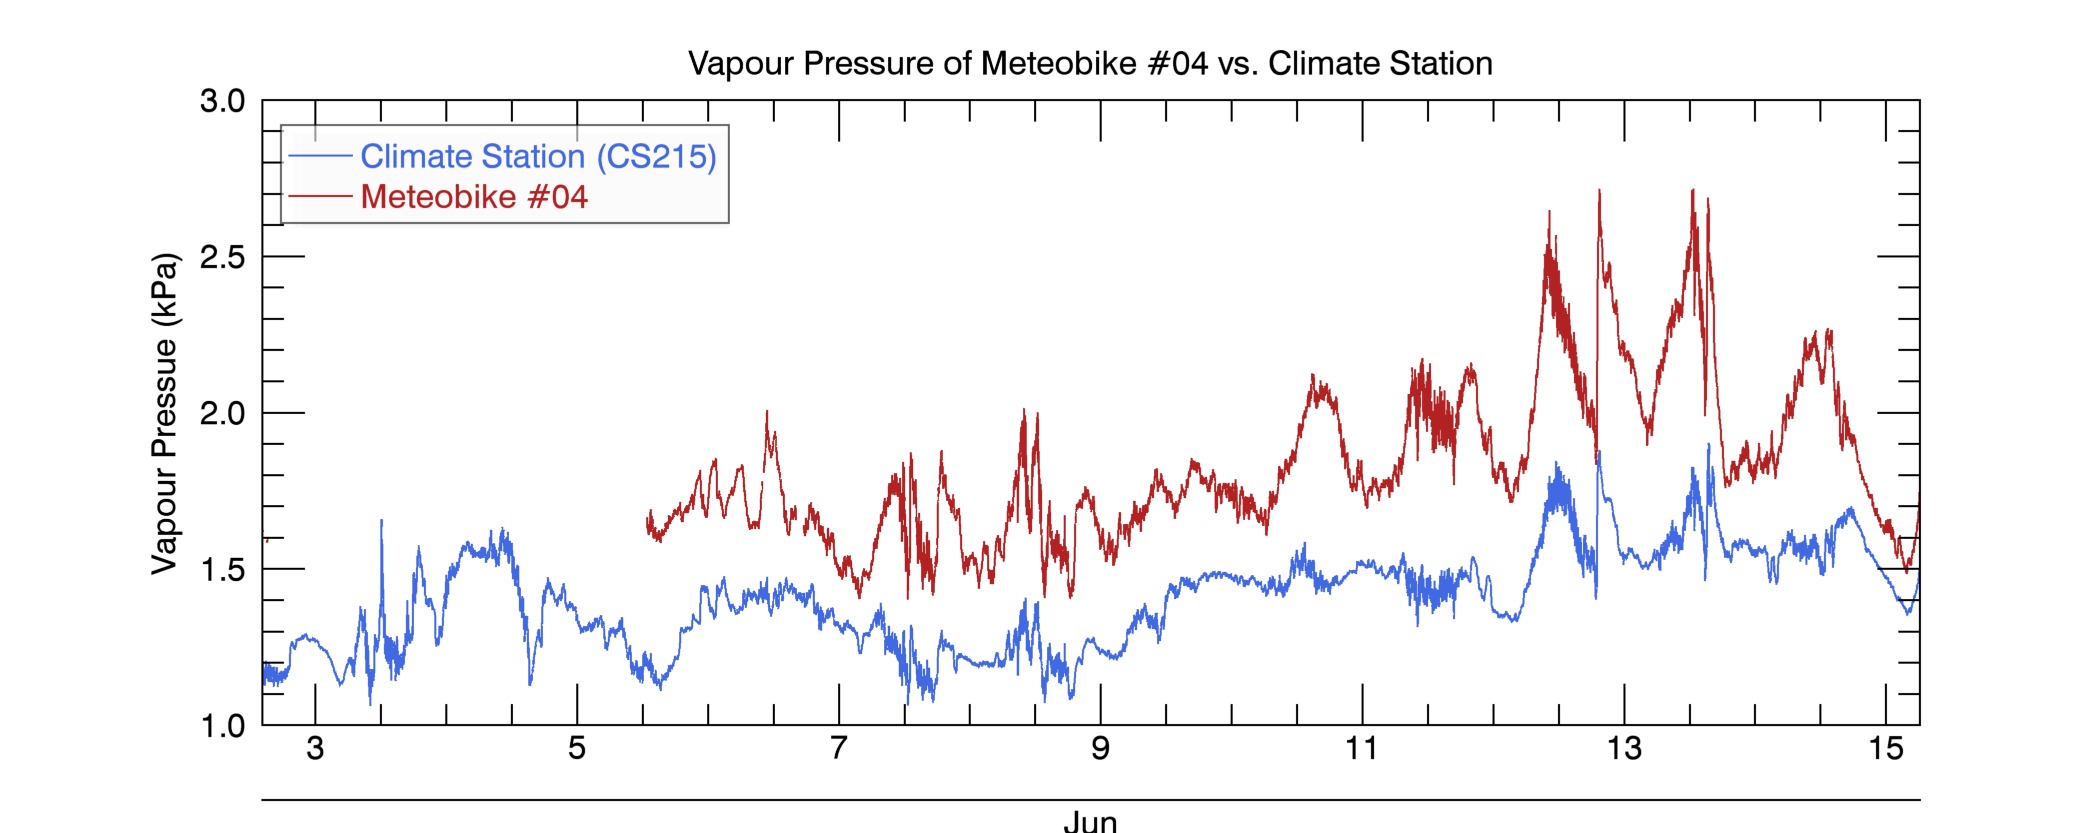 Vapour Pressure of Meteobike #04 vs. Climate Station
3.0
Climate Station (CS215)
Meteobike #04
2.5
Vapour Pressue (kPa)
2.0
1.5
1.0
3 5 7 9 11 13 15
Jun